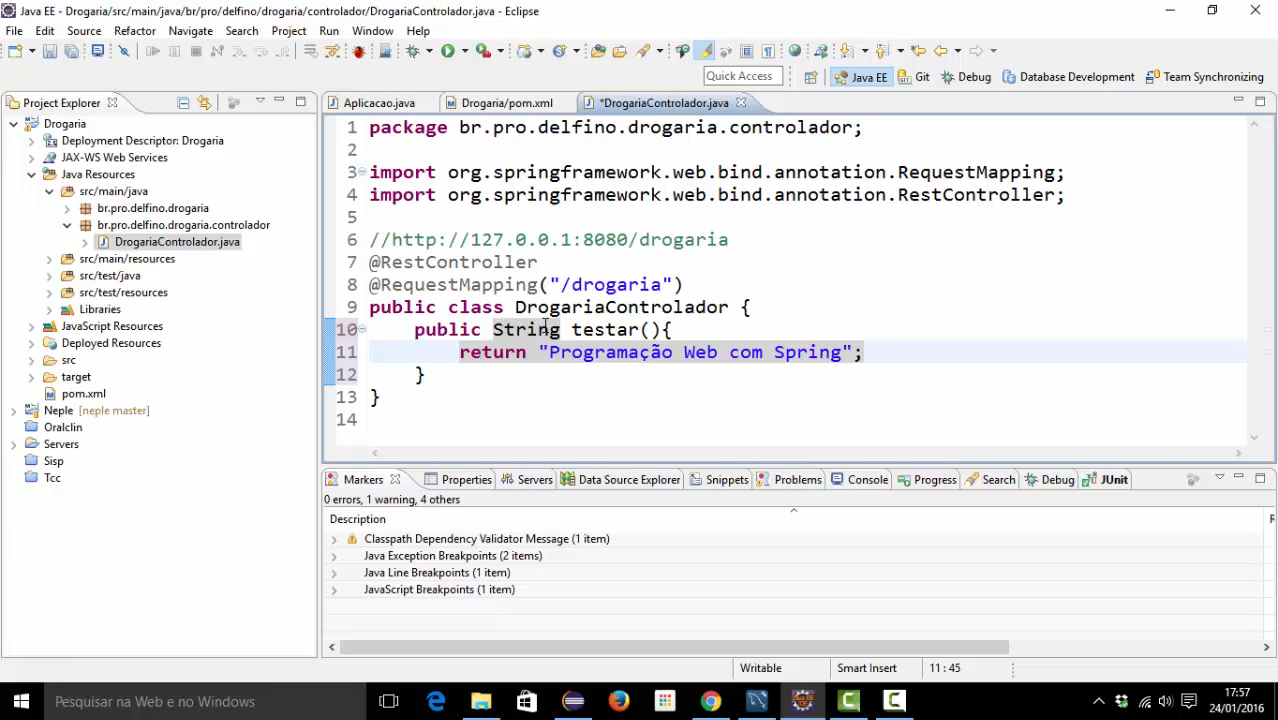 Java EE - Drogaria/src/main/java/br/pro/delfino/drogaria/controlador/DrogariaControlador.java - Eclipse
File Edit Source Refactor Navigate Search Project Run Window Help
Quick Access Java EE Git Debug Database Development Team Synchronizing
Project Explorer
Drogaria
Deployment Descriptor: Drogaria
JAX-WS Web Services
Java Resources
src/main/java
br.pro.delfino.drogaria
br.pro.delfino.drogaria.controlador
DrogariaControlador.java
src/main/resources
src/test/java
src/test/resources
Libraries
JavaScript Resources
Deployed Resources
src
target
pom.xml
Neple [neple master]
Oralclin
Servers
Sisp
Tcc
Aplicacao.java Drogaria/pom.xml *DrogariaControlador.java
1 package br.pro.delfino.drogaria.controlador;
2
3 import org.springframework.web.bind.annotation.RequestMapping;
4 import org.springframework.web.bind.annotation.RestController;
5
6 //http://127.0.0.1:8080/drogaria
7 @RestController
8 @RequestMapping("/drogaria")
9 public class DrogariaControlador {
10 public String testar(){
11 return "Programação Web com Spring";
12 }
13 }
14
Markers Properties Servers Data Source Explorer Snippets Problems Console Progress Search Debug JUnit
0 errors, 1 warning, 4 others
Description R
Classpath Dependency Validator Message (1 item)
Java Exception Breakpoints (2 items)
Java Line Breakpoints (1 item)
JavaScript Breakpoints (1 item)
Writable Smart Insert 11 : 45
Pesquisar na Web e no Windows
17:57
24/01/2016